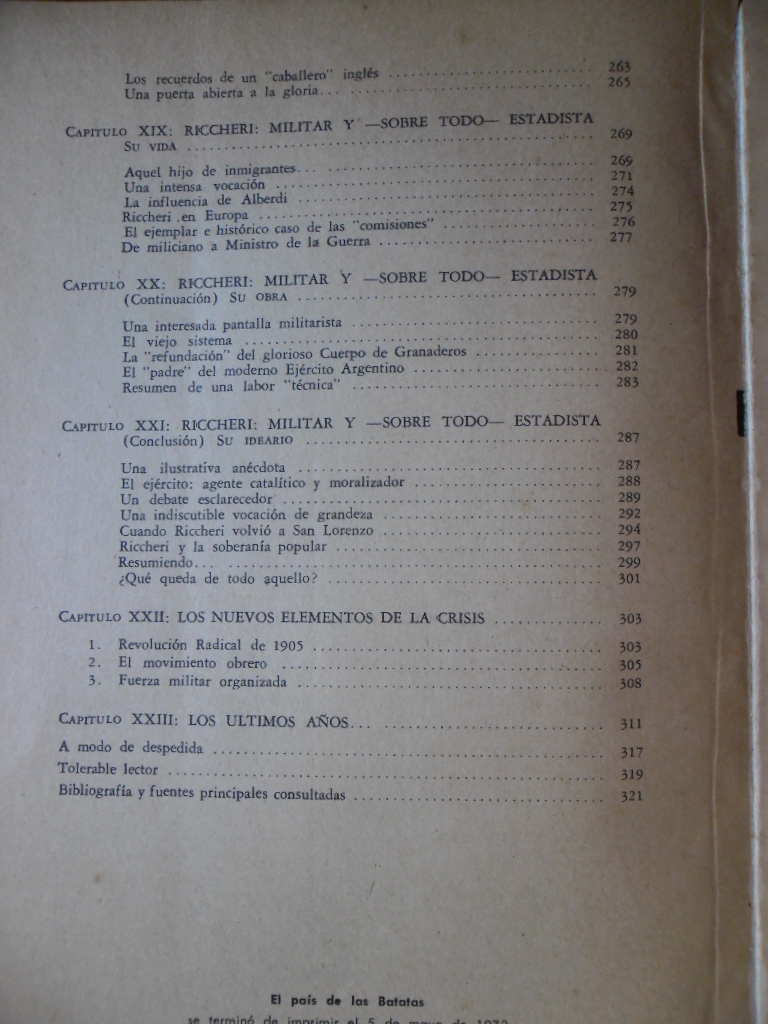 Los recuerdos de un "caballero" inglés ........................ 263
Una puerta abierta a la gloria... ........................ 265
CAPITULO XIX: RICCHERI: MILITAR Y —SOBRE TODO— ESTADISTA
SU VIDA ........................ 269
Aquel hijo de inmigrantes... ........................ 269
Una intensa vocación ........................ 271
La influencia de Alberdi ........................ 274
Riccheri en Europa ........................ 275
El ejemplar e histórico caso de las "comisiones" ........................ 276
De miliciano a Ministro de la Guerra ........................ 277
CAPITULO XX: RICCHERI: MILITAR Y —SOBRE TODO— ESTADISTA
(Continuación) SU OBRA ........................ 279
Una interesada pantalla militarista ........................ 279
El viejo sistema ........................ 280
La "refundación" del glorioso Cuerpo de Granaderos ........................ 281
El "padre" del moderno Ejército Argentino ........................ 282
Resumen de una labor "técnica" ........................ 283
CAPITULO XXI: RICCHERI: MILITAR Y —SOBRE TODO— ESTADISTA
(Conclusión) SU IDEARIO ........................ 287
Una ilustrativa anécdota ........................ 287
El ejército: agente catalítico y moralizador ........................ 288
Un debate esclarecedor ........................ 289
Una indiscutible vocación de grandeza ........................ 292
Cuando Riccheri volvió a San Lorenzo ........................ 294
Riccheri y la soberanía popular ........................ 297
Resumiendo... ........................ 299
¿Qué queda de todo aquello? ........................ 301
CAPITULO XXII: LOS NUEVOS ELEMENTOS DE LA CRISIS ........................ 303
1. Revolución Radical de 1905 ........................ 303
2. El movimiento obrero ........................ 305
3. Fuerza militar organizada ........................ 308
CAPITULO XXIII: LOS ULTIMOS AÑOS... ........................ 311
A modo de despedida ........................ 317
Tolerable lector ........................ 319
Bibliografía y fuentes principales consultadas ........................ 321
El país de las Batatas
se terminó de imprimir el 5 de mayo de